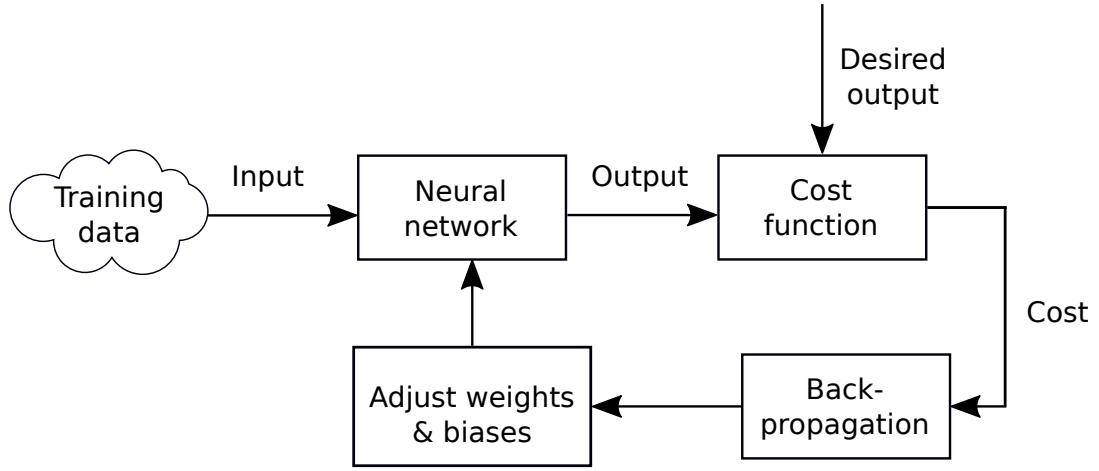 Desired
output
Training
data
Input
Neural
network
Output
Cost
function
Cost
Adjust weights
& biases
Back-
propagation